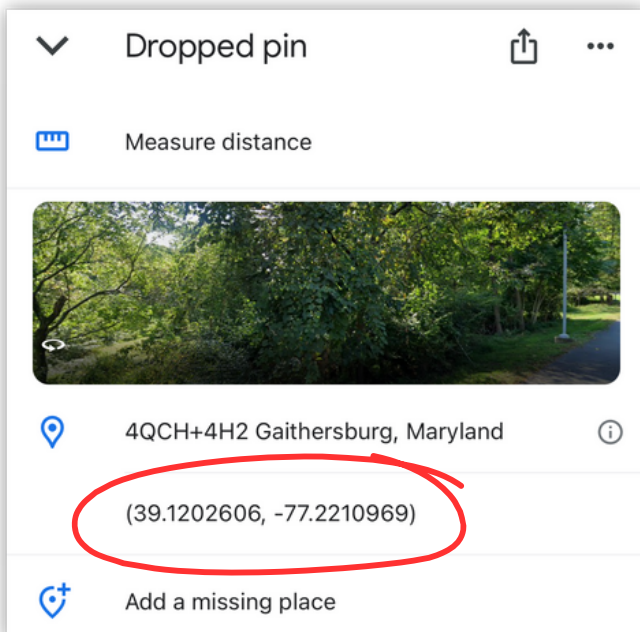 Dropped pin
Measure distance
4QCH+4H2 Gaithersburg, Maryland
(39.1202606, -77.2210969)
Add a missing place